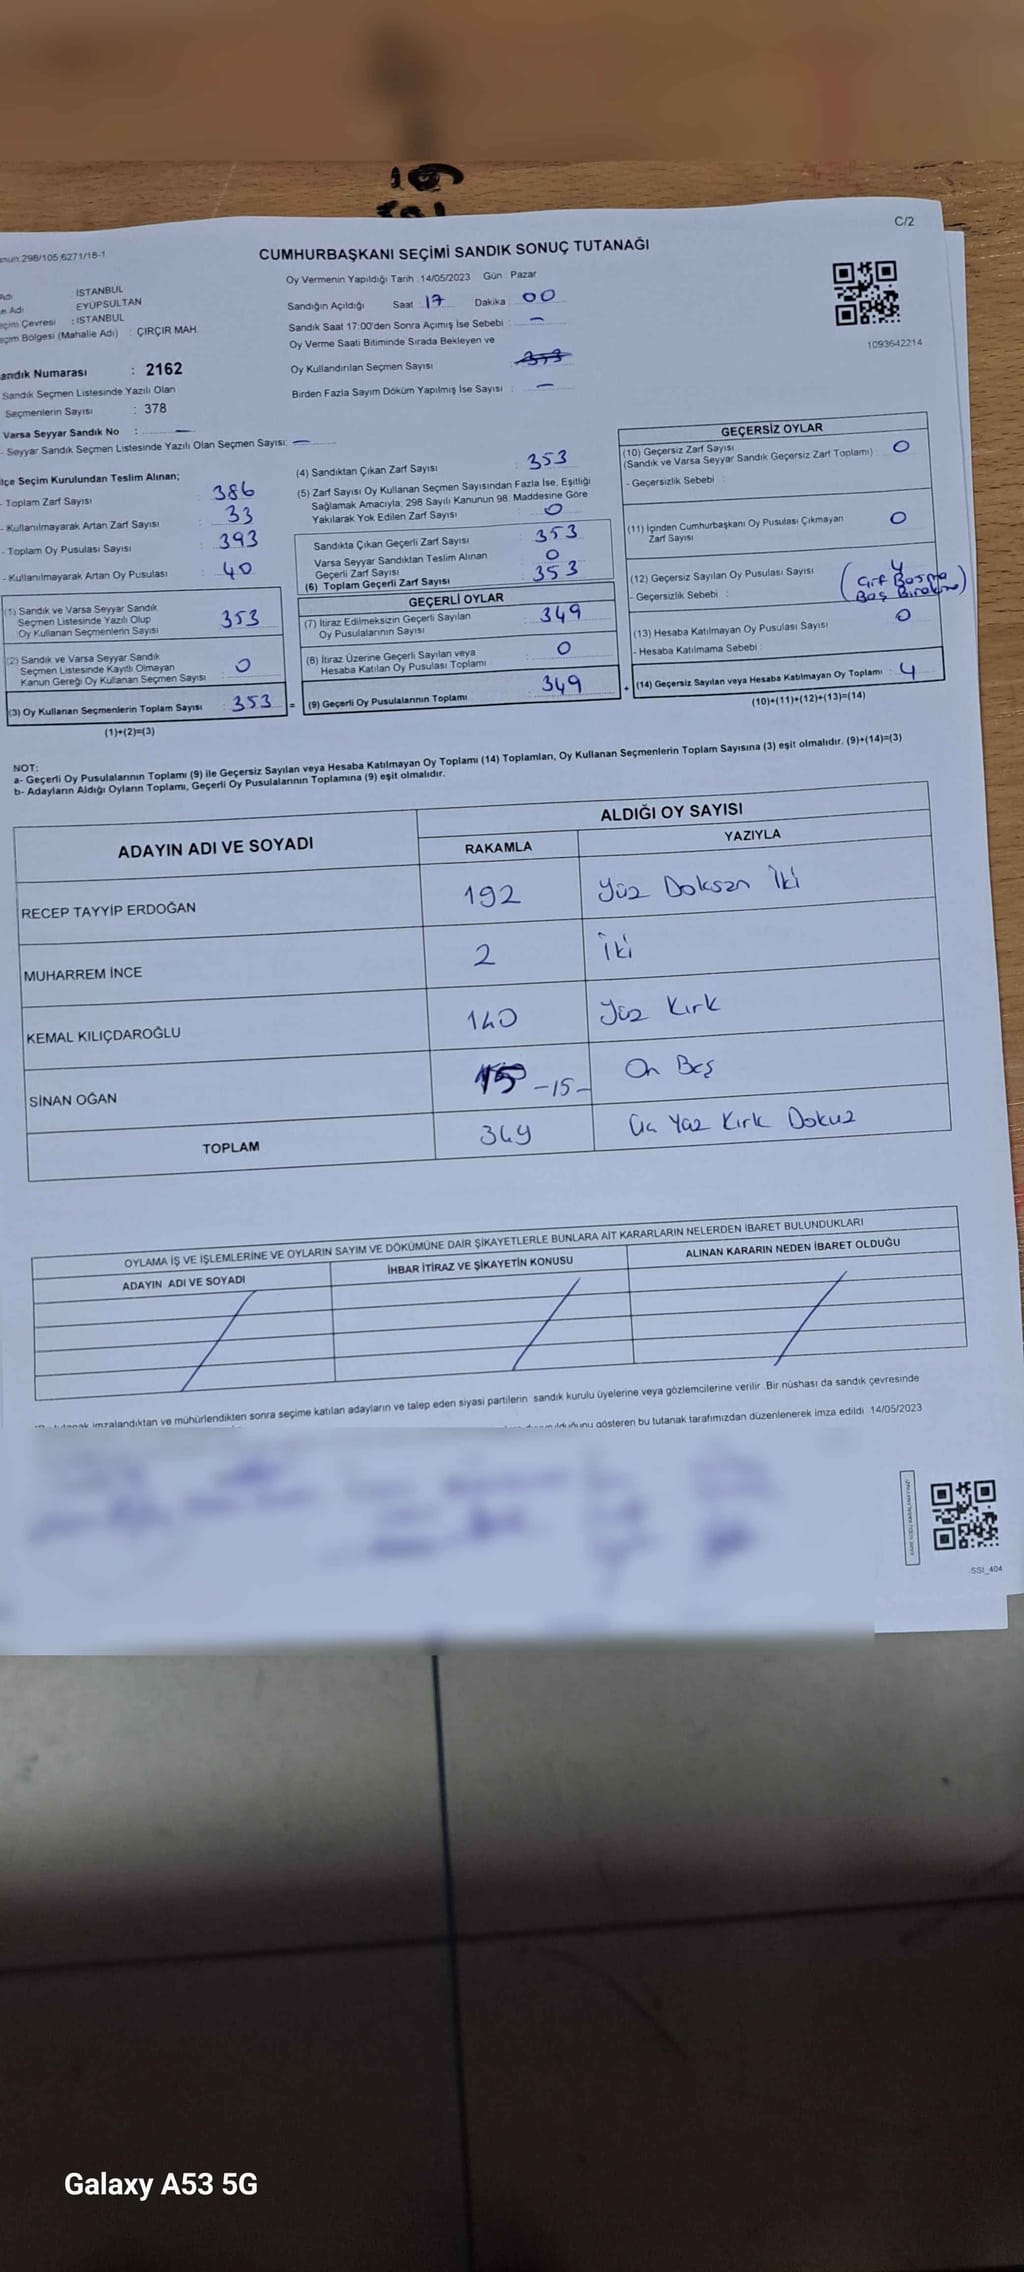 C/2
298/105;6271/18-1
CUMHURBAŞKANI SEÇİMİ SANDIK SONUÇ TUTANAĞI
Oy Vermenin Yapıldığı Tarih : 14/05/2023 Gün : Pazar
Adı İSTANBUL
Adı EYÜPSULTAN
Çevresi : İSTANBUL
Bölgesi (Mahalle Adı) : ÇIRÇIR MAH.
Sandığın Açıldığı Saat 17 Dakika 00
Sandık Saat 17:00'den Sonra Açımış İse Sebebi : -
Oy Verme Saati Bitiminde Sırada Bekleyen ve
Oy Kullandırılan Seçmen Sayısı : 353
Birden Fazla Sayım Döküm Yapılmış İse Sayısı : -
1093642214
Sandık Numarası : 2162
Sandık Seçmen Listesinde Yazılı Olan
Seçmenlerin Sayısı : 378
Varsa Seyyar Sandık No : -
- Seyyar Sandık Seçmen Listesinde Yazılı Olan Seçmen Sayısı: -
İlçe Seçim Kurulundan Teslim Alınan;
- Toplam Zarf Sayısı : 386
- Kullanılmayarak Artan Zarf Sayısı : 33
- Toplam Oy Pusulası Sayısı : 393
- Kullanılmayarak Artan Oy Pusulası : 40
(1) Sandık ve Varsa Seyyar Sandık
Seçmen Listesinde Yazılı Olup
Oy Kullanan Seçmenlerin Sayısı : 353
(2) Sandık ve Varsa Seyyar Sandık
Seçmen Listesinde Kayıtlı Olmayan
Kanun Gereği Oy Kullanan Seçmen Sayısı : 0
(3) Oy Kullanan Seçmenlerin Toplam Sayısı : 353 =
(1)+(2)=(3)
(4) Sandıktan Çıkan Zarf Sayısı : 353
(5) Zarf Sayısı Oy Kullanan Seçmen Sayısından Fazla İse, Eşitliği
Sağlamak Amacıyla; 298 Sayılı Kanunun 98. Maddesine Göre
Yakılarak Yok Edilen Zarf Sayısı : 0
Sandıkta Çıkan Geçerli Zarf Sayısı : 353
Varsa Seyyar Sandıktan Teslim Alınan
Geçerli Zarf Sayısı : 0
(6) Toplam Geçerli Zarf Sayısı : 353
GEÇERLİ OYLAR
(7) İtiraz Edilmeksizin Geçerli Sayılan
Oy Pusulalarının Sayısı : 349
(8) İtiraz Üzerine Geçerli Sayılan veya
Hesaba Katılan Oy Pusulası Toplamı : 0
(9) Geçerli Oy Pusulalarının Toplamı : 349 +
GEÇERSİZ OYLAR
(10) Geçersiz Zarf Sayısı
(Sandık ve Varsa Seyyar Sandık Geçersiz Zarf Toplamı) : 0
- Geçersizlik Sebebi :
(11) İçinden Cumhurbaşkanı Oy Pusulası Çıkmayan
Zarf Sayısı : 0
(12) Geçersiz Sayılan Oy Pusulası Sayısı : 4
- Geçersizlik Sebebi : (Çift Basma
Boş Bırakma)
(13) Hesaba Katılmayan Oy Pusulası Sayısı : 0
- Hesaba Katılmama Sebebi :
(14) Geçersiz Sayılan veya Hesaba Katılmayan Oy Toplamı : 4
(10)+(11)+(12)+(13)=(14)
NOT:
a- Geçerli Oy Pusulalarının Toplamı (9) ile Geçersiz Sayılan veya Hesaba Katılmayan Oy Toplamı (14) Toplamları, Oy Kullanan Seçmenlerin Toplam Sayısına (3) eşit olmalıdır. (9)+(14)=(3)
b- Adayların Aldığı Oyların Toplamı, Geçerli Oy Pusulalarının Toplamına (9) eşit olmalıdır.
ADAYIN ADI VE SOYADI ALDIĞI OY SAYISI
RAKAMLA YAZIYLA
RECEP TAYYİP ERDOĞAN 192 Yüz Doksan İki
MUHARREM İNCE 2 İki
KEMAL KILIÇDAROĞLU 140 Yüz Kırk
SİNAN OĞAN 15 -15- On Beş
TOPLAM 349 Üç Yüz Kırk Dokuz
OYLAMA İŞ VE İŞLEMLERİNE VE OYLARIN SAYIM VE DÖKÜMÜNE DAİR ŞİKAYETLERLE BUNLARA AİT KARARLARIN NELERDEN İBARET BULUNDUKLARI
ADAYIN ADI VE SOYADI İHBAR İTİRAZ VE ŞİKAYETİN KONUSU ALINAN KARARIN NEDEN İBARET OLDUĞU
imzalandıktan ve mühürlendikten sonra seçime katılan adayların ve talep eden siyasi partilerin sandık kurulu üyelerine veya gözlemcilerine verilir. Bir nüshası da sandık çevresinde
gösteren bu tutanak tarafımızdan düzenlenerek imza edildi. 14/05/2023
SSI_404
Galaxy A53 5G